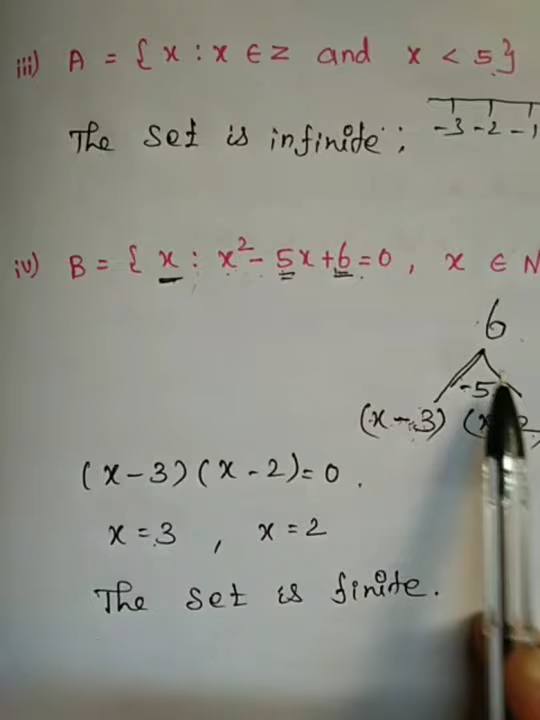 iii) A = { x : x ∈ Z and x < 5}
The set is infinite ;
-3 -2 -1
iv) B = { x : x² - 5x + 6 = 0 , x ∈ N
6
-5
(x - 3) (x
(x - 3) (x - 2) = 0 .
x = 3 , x = 2
The set is finite.